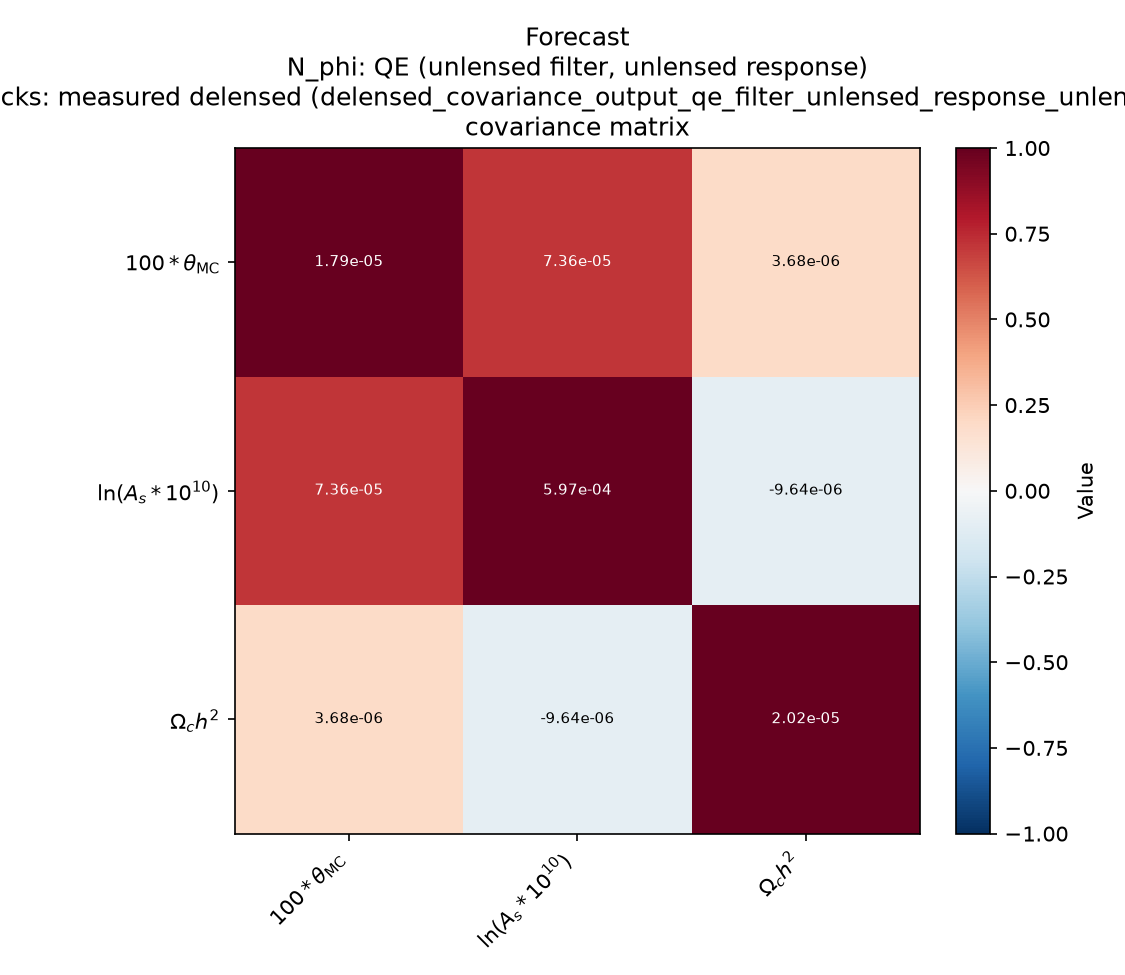 Forecast
N_phi: QE (unlensed filter, unlensed response)
cks: measured delensed (delensed_covariance_output_qe_filter_unlensed_response_unlen
covariance matrix
1.00
100 * θ_MC 1.79e-05 7.36e-05 3.68e-06
0.75
0.50
0.25
ln(A_s * 10^10) 7.36e-05 5.97e-04 -9.64e-06
0.00
Value
−0.25
−0.50
Ω_c h^2 3.68e-06 -9.64e-06 2.02e-05
−0.75
−1.00
100 * θ_MC
ln(A_s * 10^10)
Ω_c h^2